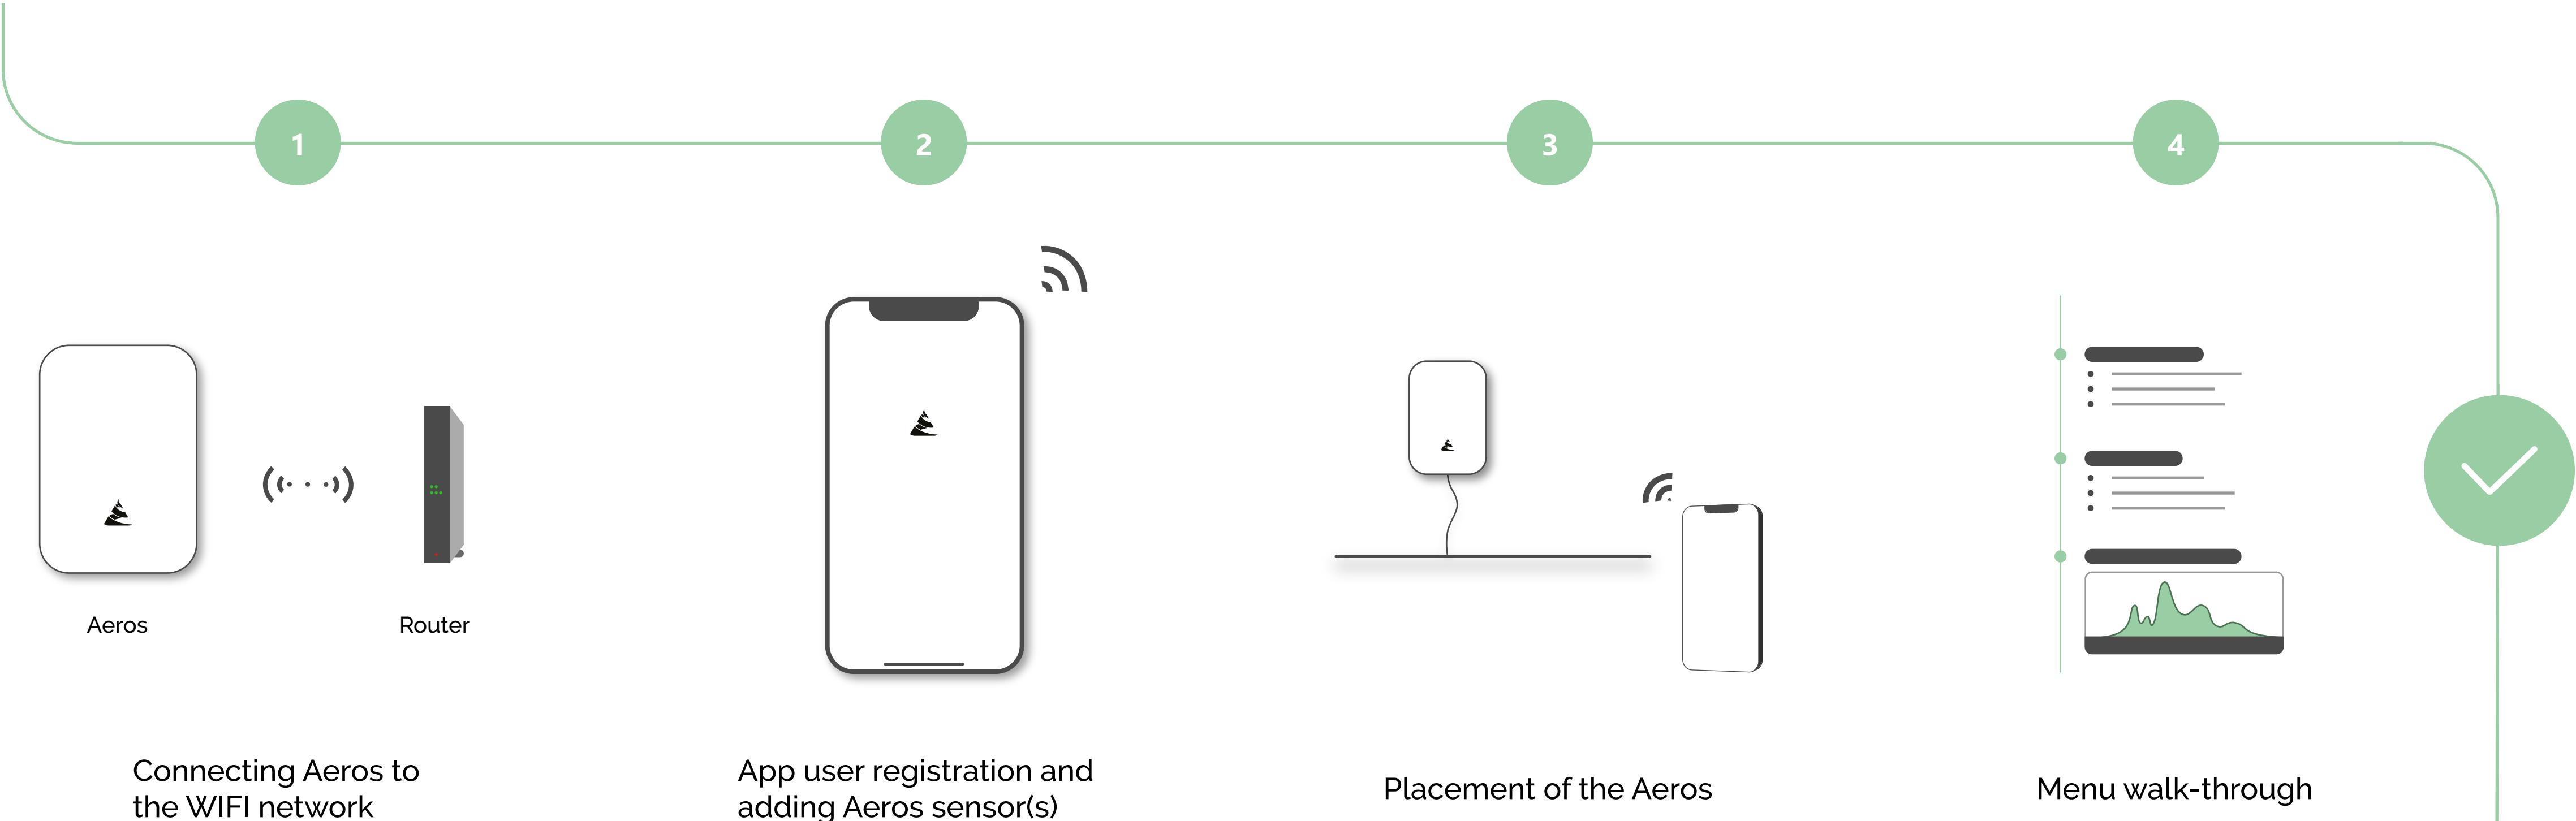 1
2
3
4
Aeros
Router
Connecting Aeros to
the WIFI network
App user registration and
adding Aeros sensor(s)
Placement of the Aeros
Menu walk-through